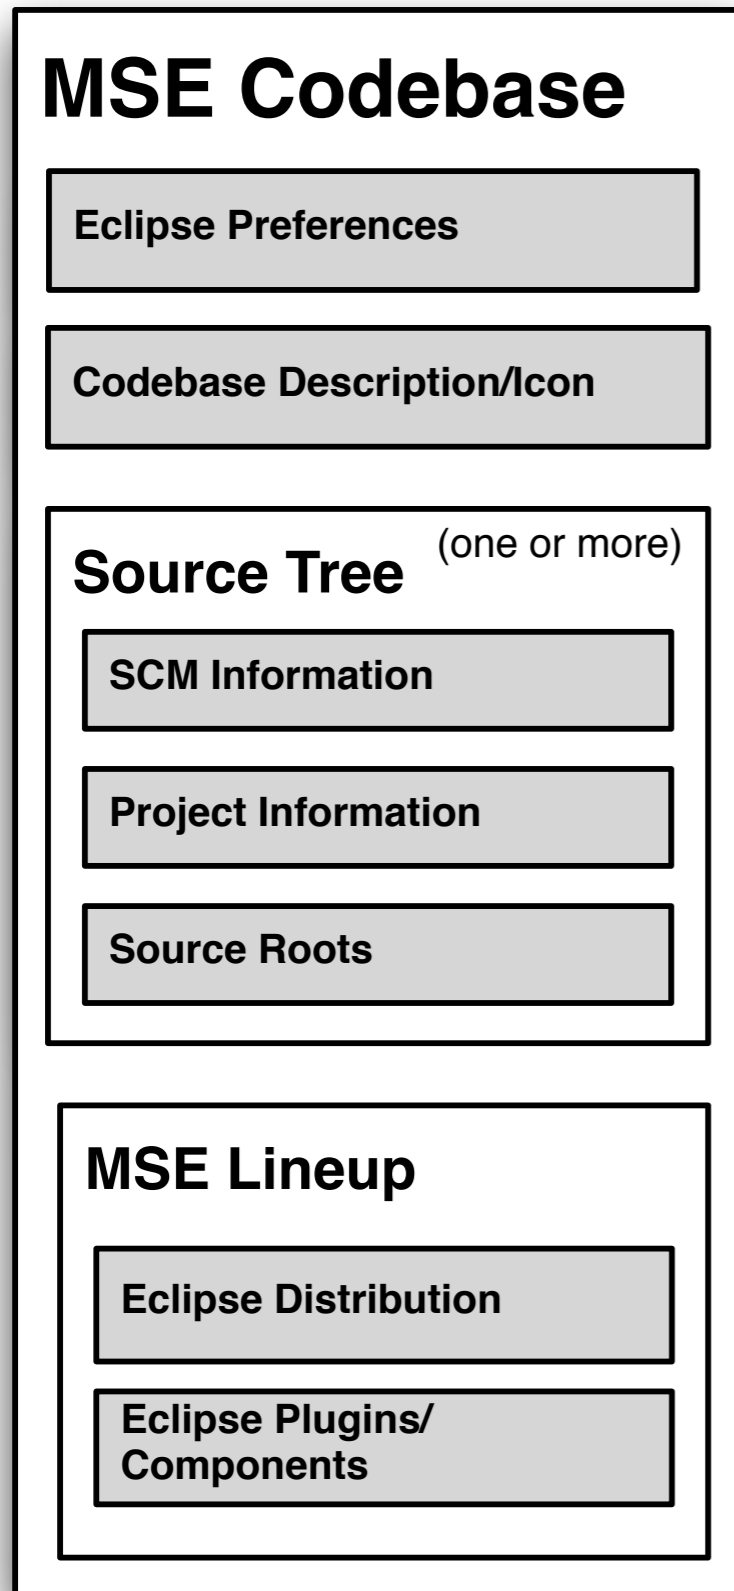 MSE Codebase
Eclipse Preferences
Codebase Description/Icon
Source Tree (one or more)
SCM Information
Project Information
Source Roots
MSE Lineup
Eclipse Distribution
Eclipse Plugins/
Components